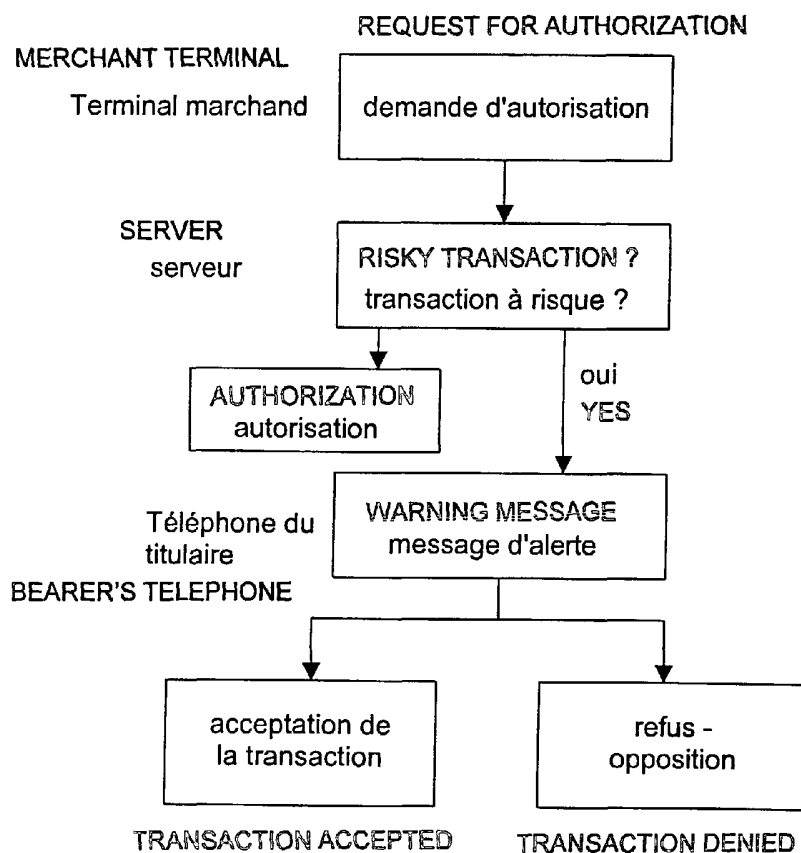 REQUEST FOR AUTHORIZATION
MERCHANT TERMINAL
Terminal marchand
demande d'autorisation
SERVER
serveur
RISKY TRANSACTION ?
transaction à risque ?
AUTHORIZATION
autorisation
oui
YES
Téléphone du
titulaire
BEARER'S TELEPHONE
WARNING MESSAGE
message d'alerte
acceptation de
la transaction
refus -
opposition
TRANSACTION ACCEPTED
TRANSACTION DENIED